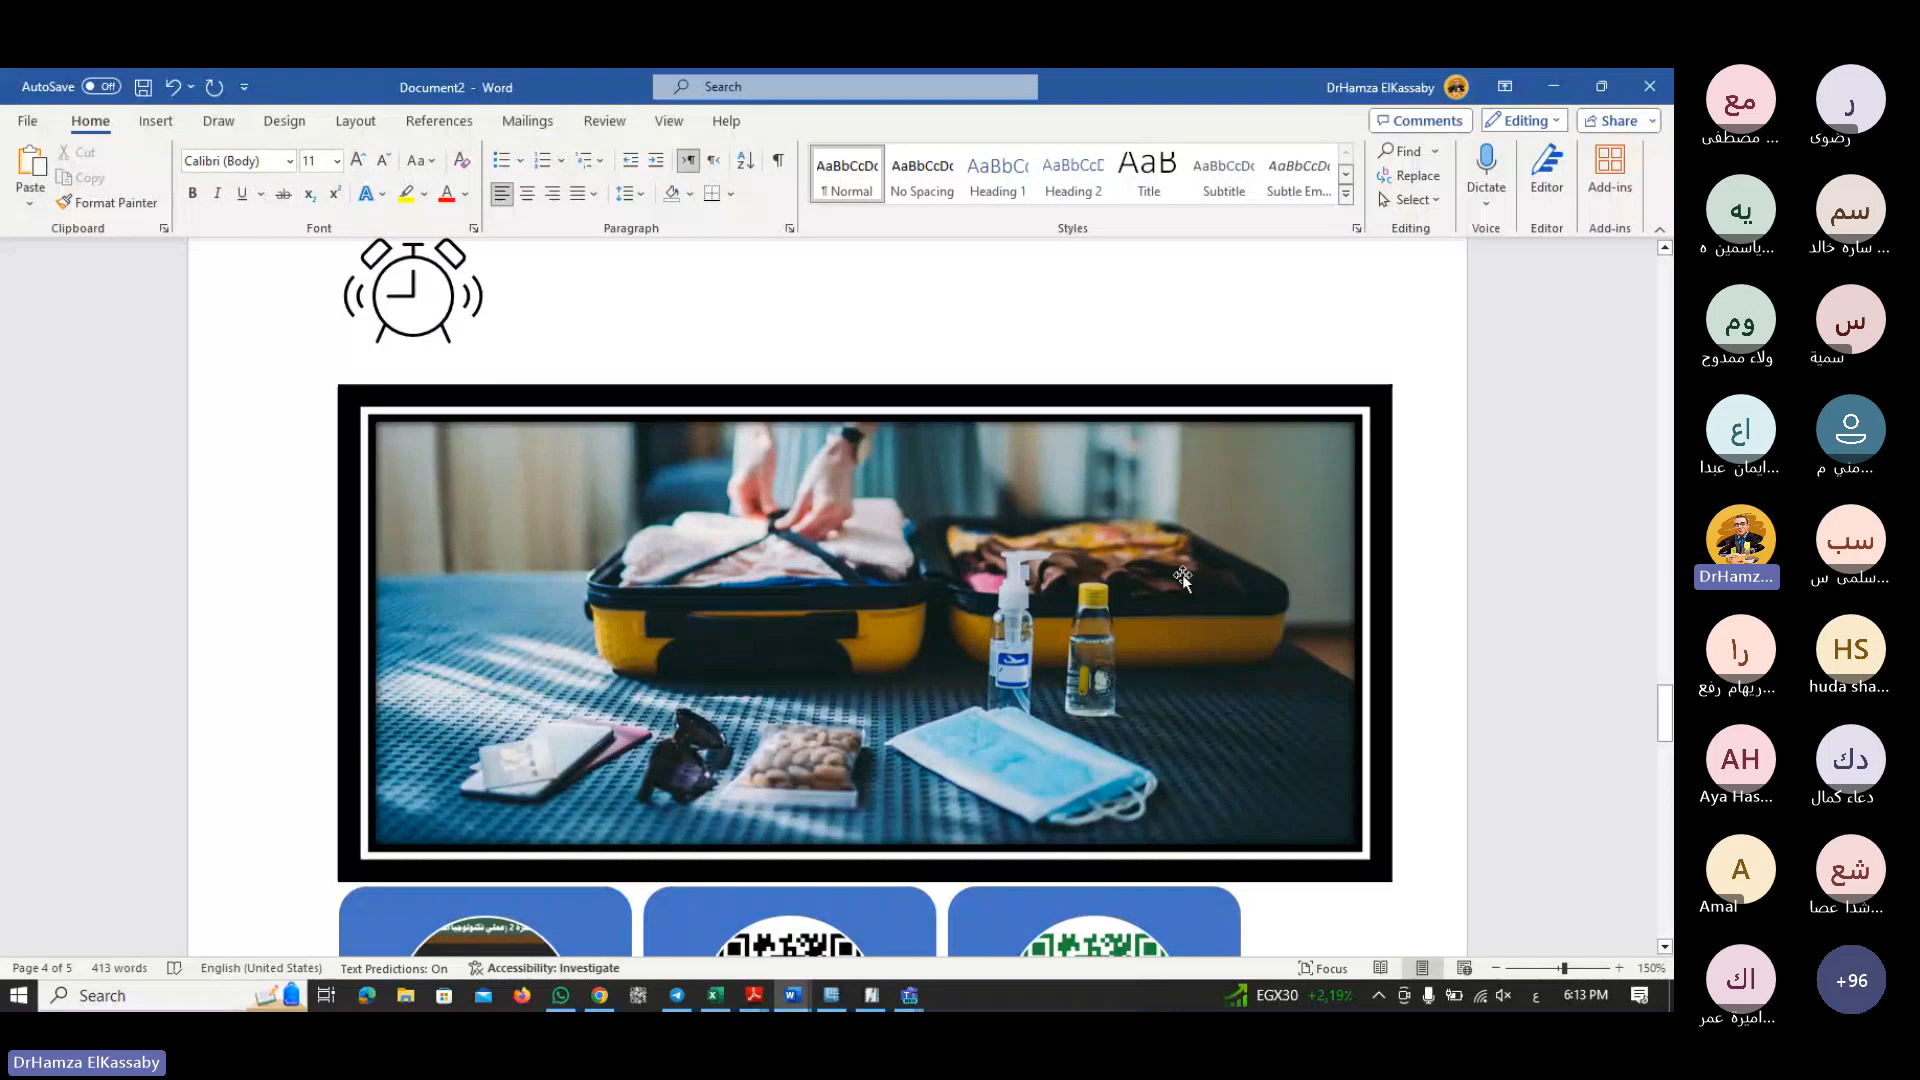 AutoSave Off
Document2 - Word
Search
DrHamza ElKassaby
File Home Insert Draw Design Layout References Mailings Review View Help
Comments Editing Share
Paste
Cut
Copy
Format Painter
Clipboard
Calibri (Body) 11
Font
Paragraph
AaBbCcDc AaBbCcDc AaBbCc AaBbCcD AaB AaBbCcDc AaBbCcDc
¶ Normal No Spacing Heading 1 Heading 2 Title Subtitle Subtle Em...
Styles
Find
Replace
Select
Editing
Dictate
Voice
Editor
Editor
Add-ins
Add-ins
Page 4 of 5 413 words English (United States) Text Predictions: On Accessibility: Investigate
Focus 150%
Search
EGX30 +2,19% ع 6:13 PM
DrHamza ElKassaby
مع ر
... مصطفى رضوى
يه سم
...ياسمين ه ... ساره خالد
وم س
ولاء ممدوح سمية
اع
...ايمان عبدا ...مني م
سب
DrHamz... ...سلمى س
را HS
...ريهام رفع huda sha...
AH دك
Aya Has... دعاء كمال
A شع
Amal ...شدا عصا
اك +96
...اميرة عمر